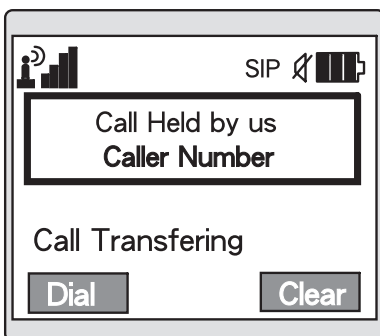 SIP
Call Held by us
Caller Number
Call Transfering
Dial Clear